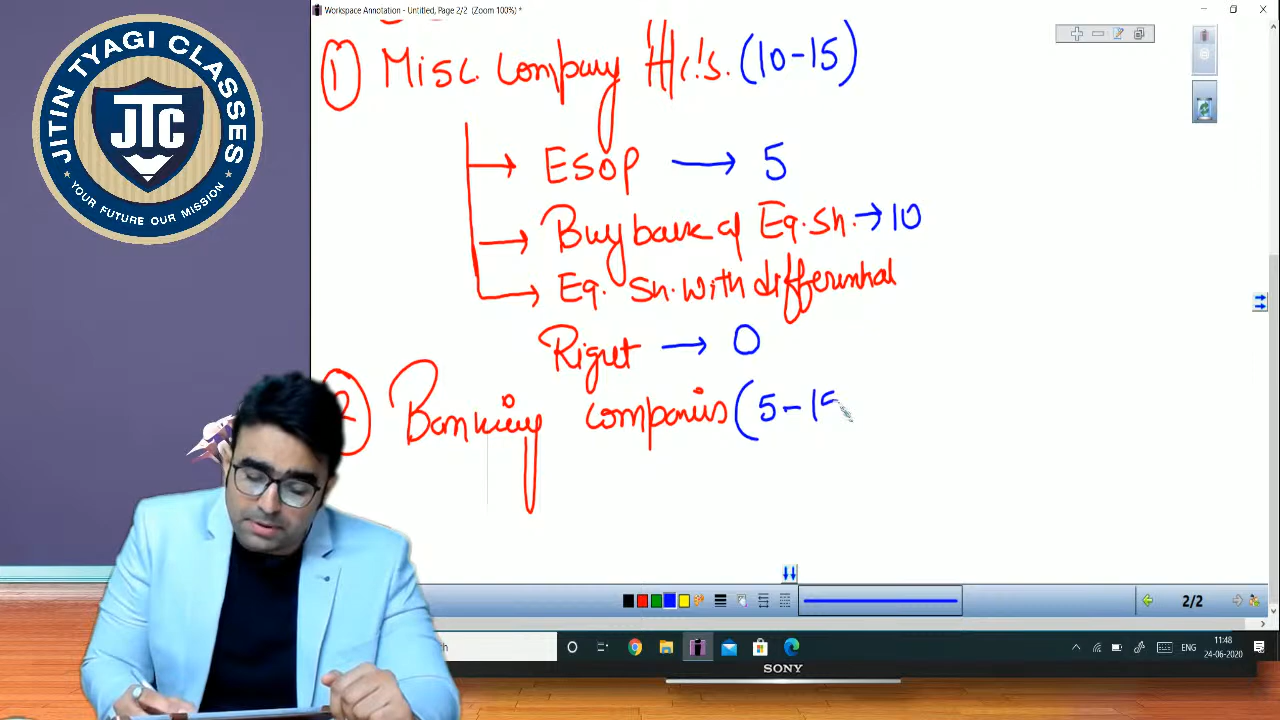 Workspace Annotation - Untitled, Page 2/2 (Zoom 100%) *
JITIN TYAGI CLASSES
JTC
★ YOUR FUTURE OUR MISSION ★
① Misc. Company A/c's. (10-15)
→ ESOP → 5
→ Buy back of Eq. Sh. → 10
→ Eq. Sh. with differential
Right → 0
② Banking companies (5-15
2/2
ENG
11:48
24-06-2020
SONY